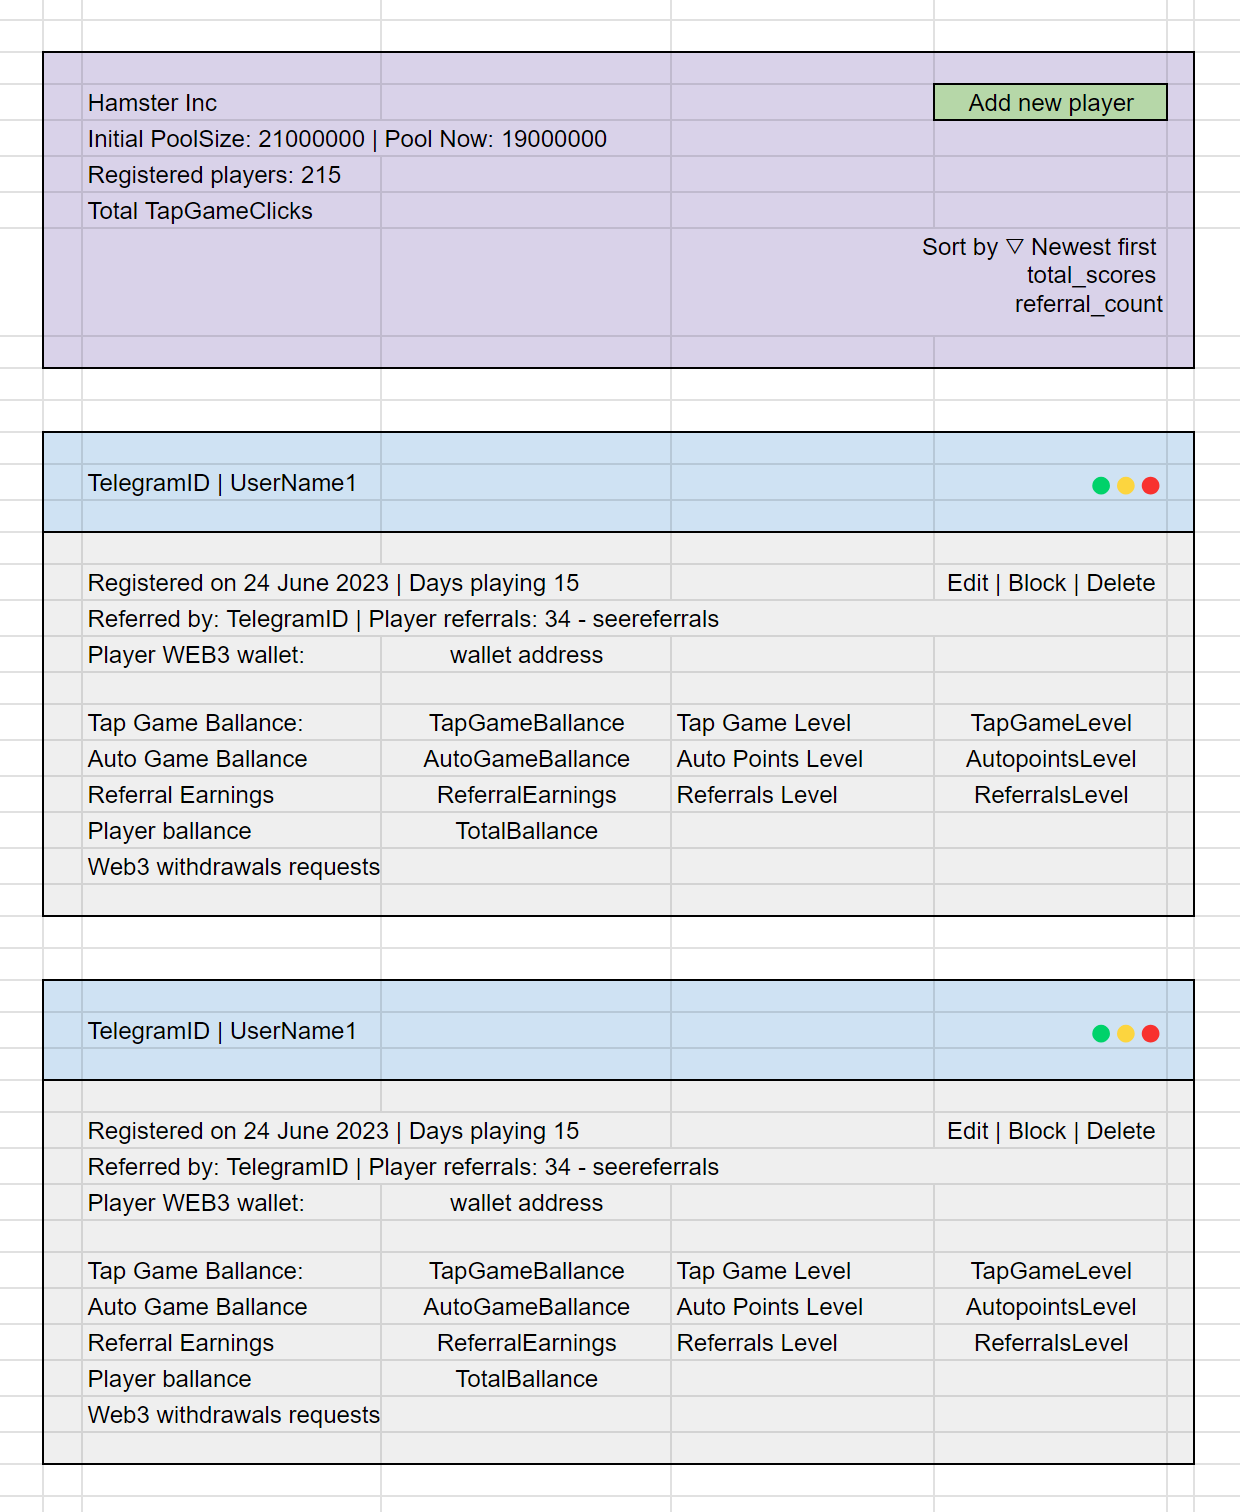 Hamster Inc
Add new player
Initial PoolSize: 21000000 | Pool Now: 19000000
Registered players: 215
Total TapGameClicks
Sort by ▽ Newest first
total_scores
referral_count
TelegramID | UserName1
Registered on 24 June 2023 | Days playing 15
Edit | Block | Delete
Referred by: TelegramID | Player referrals: 34 - seereferrals
Player WEB3 wallet: wallet address
Tap Game Ballance: TapGameBallance Tap Game Level TapGameLevel
Auto Game Ballance AutoGameBallance Auto Points Level AutopointsLevel
Referral Earnings ReferralEarnings Referrals Level ReferralsLevel
Player ballance TotalBallance
Web3 withdrawals requests
TelegramID | UserName1
Registered on 24 June 2023 | Days playing 15
Edit | Block | Delete
Referred by: TelegramID | Player referrals: 34 - seereferrals
Player WEB3 wallet: wallet address
Tap Game Ballance: TapGameBallance Tap Game Level TapGameLevel
Auto Game Ballance AutoGameBallance Auto Points Level AutopointsLevel
Referral Earnings ReferralEarnings Referrals Level ReferralsLevel
Player ballance TotalBallance
Web3 withdrawals requests